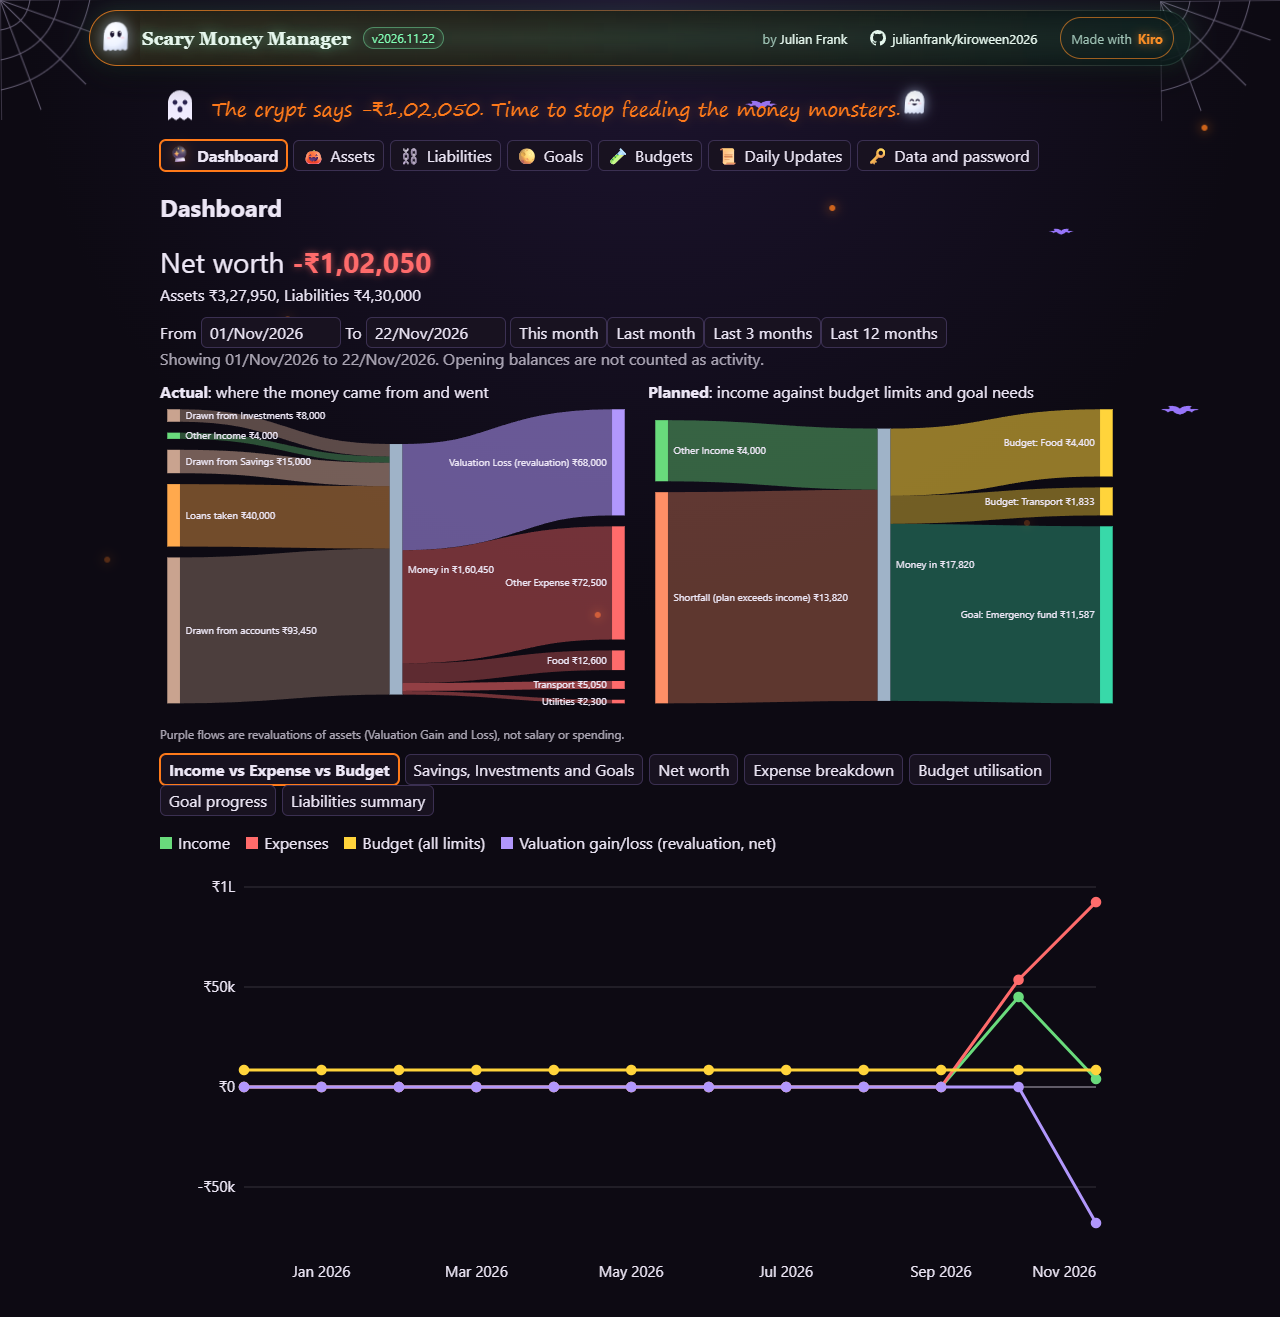 Scary Money Manager v2026.11.22 by Julian Frank julianfrank/kiroween2026 Made with Kiro
The crypt says -₹1,02,050. Time to stop feeding the money monsters.
Dashboard Assets Liabilities Goals Budgets Daily Updates Data and password
Dashboard
Net worth -₹1,02,050
Assets ₹3,27,950, Liabilities ₹4,30,000
From 01/Nov/2026 To 22/Nov/2026 This month Last month Last 3 months Last 12 months
Showing 01/Nov/2026 to 22/Nov/2026. Opening balances are not counted as activity.
Actual: where the money came from and went
Drawn from Investments ₹8,000
Other Income ₹4,000
Drawn from Savings ₹15,000
Loans taken ₹40,000
Drawn from accounts ₹93,450
Money in ₹1,60,450
Valuation Loss (revaluation) ₹68,000
Other Expense ₹72,500
Food ₹12,600
Transport ₹5,050
Utilities ₹2,300
Planned: income against budget limits and goal needs
Other Income ₹4,000
Shortfall (plan exceeds income) ₹13,820
Money in ₹17,820
Budget: Food ₹4,400
Budget: Transport ₹1,833
Goal: Emergency fund ₹11,587
Purple flows are revaluations of assets (Valuation Gain and Loss), not salary or spending.
Income vs Expense vs Budget Savings, Investments and Goals Net worth Expense breakdown Budget utilisation
Goal progress Liabilities summary
Income Expenses Budget (all limits) Valuation gain/loss (revaluation, net)
₹1L
₹50k
₹0
-₹50k
Jan 2026 Mar 2026 May 2026 Jul 2026 Sep 2026 Nov 2026